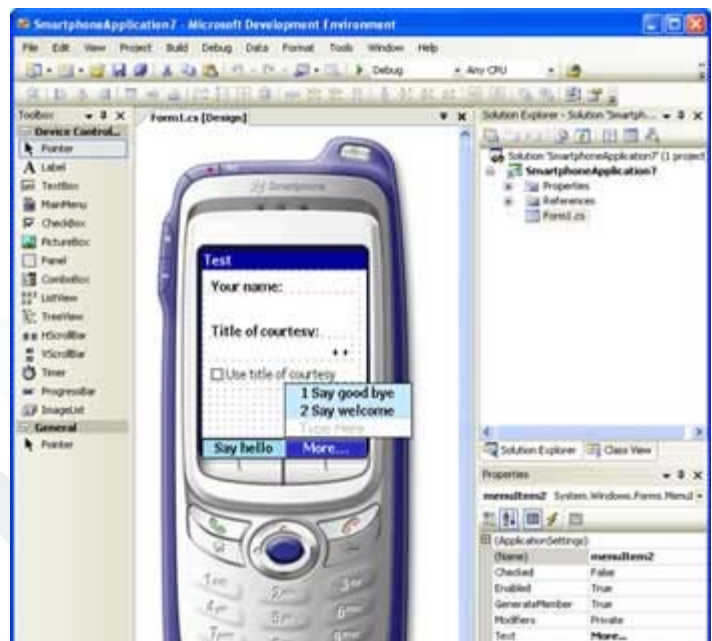 SmartphoneApplication7 - Microsoft Development Environment
File Edit View Project Build Debug Data Format Tools Window Help
Debug
Any CPU
Toolbox
Device Control...
Pointer
A Label
TextBox
MainMenu
CheckBox
PictureBox
Panel
ComboBox
ListView
TreeView
HScrollBar
VScrollBar
Timer
ProgressBar
ImageList
General
Pointer
Form1.cs [Design]
Smartphone
Test
Your name:
Title of courtesy:
Use title of courtesy
1 Say good bye
2 Say welcome
Type Here
Say hello
More...
Solution Explorer - Solution 'Smartph...
Solution 'SmartphoneApplication7' (1 project
SmartphoneApplication7
Properties
References
Form1.cs
Solution Explorer
Class View
Properties
menuItem2 System.Windows.Forms.MenuI
(ApplicationSettings)
(Name) menuItem2
Checked False
Enabled True
GenerateMember True
Modifiers Private
Text More...